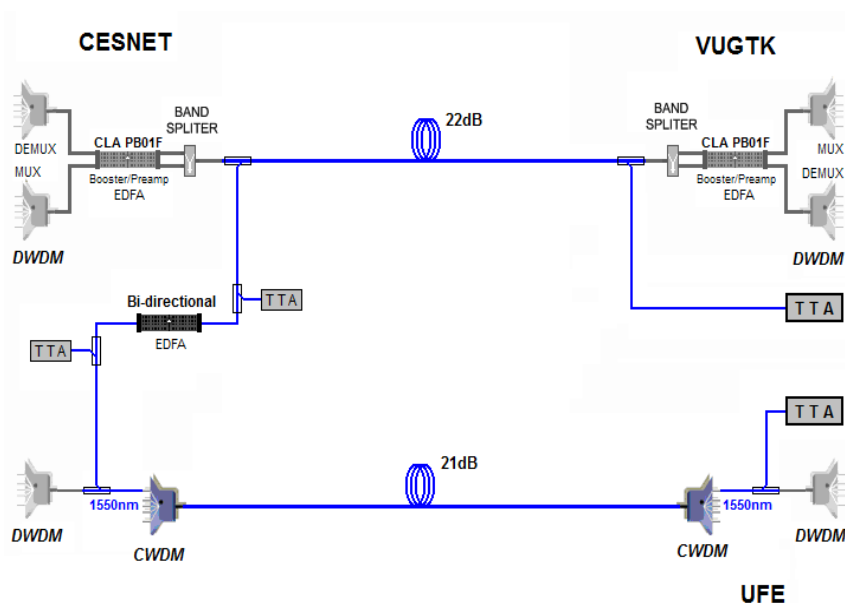 CESNET
VUGTK
BAND
SPLITER
22dB
BAND
SPLITER
DEMUX
CLA PB01F
CLA PB01F
MUX
MUX
Booster/Preamp
EDFA
Booster/Preamp
EDFA
DEMUX
DWDM
DWDM
Bi-directional
TTA
TTA
EDFA
TTA
TTA
21dB
1550nm
1550nm
DWDM
CWDM
CWDM
DWDM
UFE